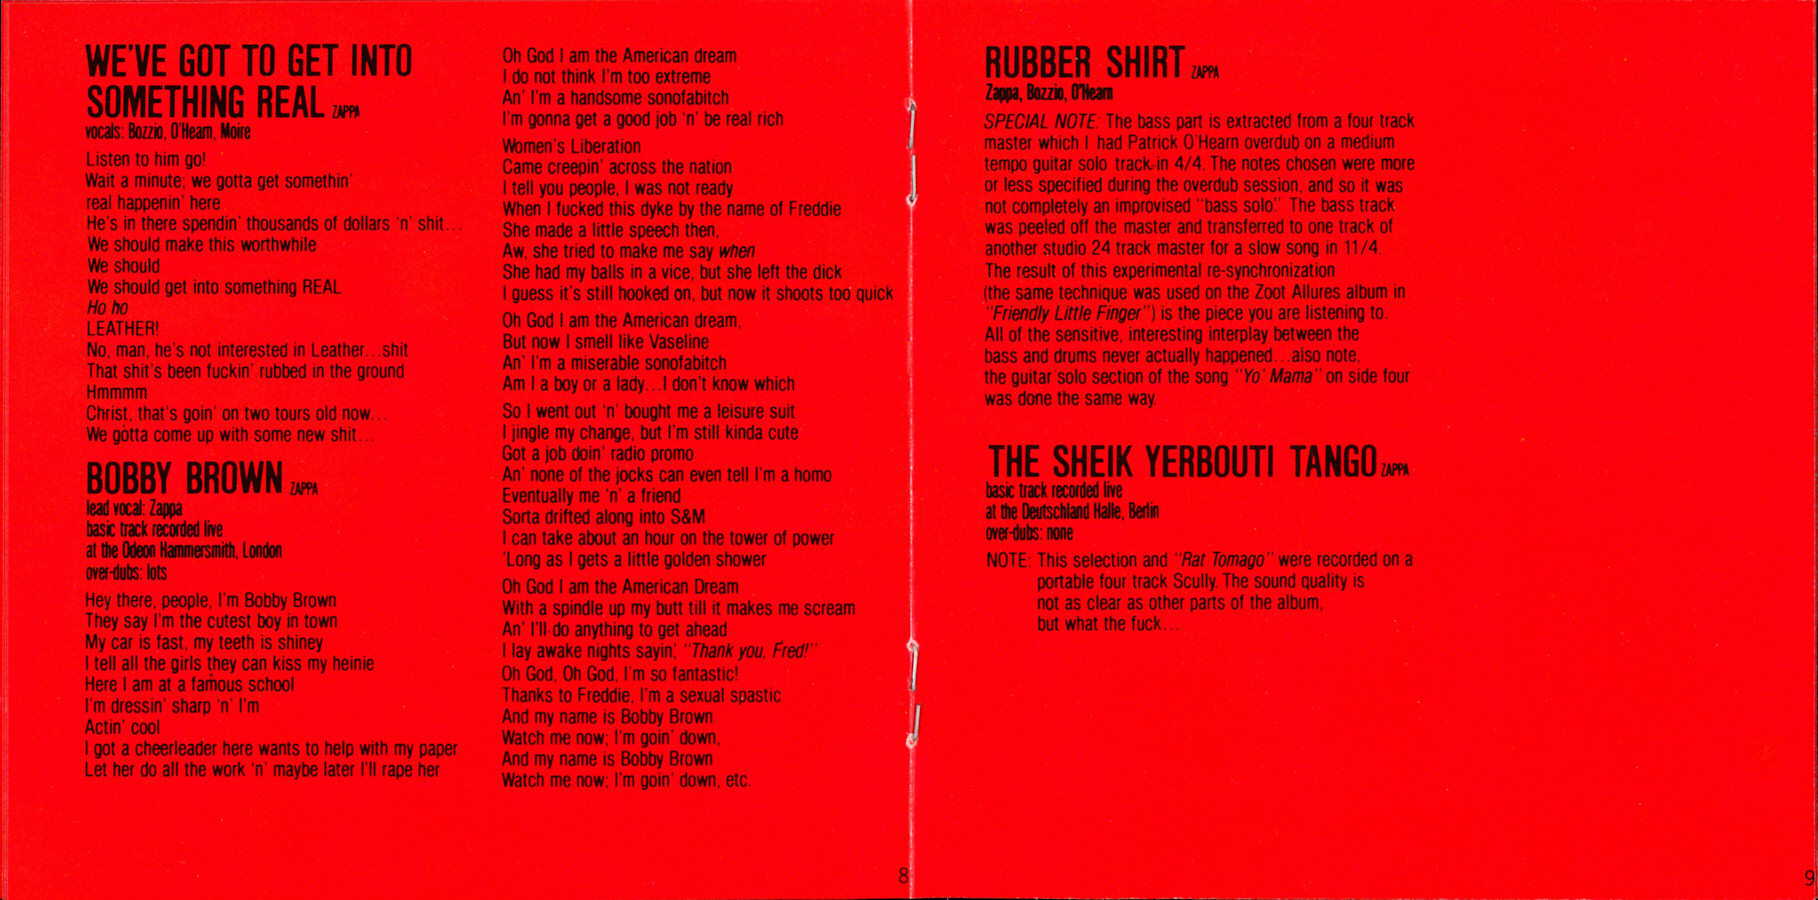 WE'VE GOT TO GET INTO
SOMETHING REAL ZAPPA
vocals: Bozzio, O'Hearn, Moire
Listen to him go!
Wait a minute; we gotta get somethin'
real happenin' here
He's in there spendin' thousands of dollars 'n' shit...
We should make this worthwhile
We should
We should get into something REAL
Ho ho
LEATHER!
No, man, he's not interested in Leather...shit
That shit's been fuckin' rubbed in the ground
Hmmmm
Christ, that's goin' on two tours old now...
We gotta come up with some new shit...
BOBBY BROWN ZAPPA
lead vocal: Zappa
basic track recorded live
at the Odeon Hammersmith, London
over-dubs: lots
Hey there, people, I'm Bobby Brown
They say I'm the cutest boy in town
My car is fast, my teeth is shiney
I tell all the girls they can kiss my heinie
Here I am at a famous school
I'm dressin' sharp 'n' I'm
Actin' cool
I got a cheerleader here wants to help with my paper
Let her do all the work 'n' maybe later I'll rape her
Oh God I am the American dream
I do not think I'm too extreme
An' I'm a handsome sonofabitch
I'm gonna get a good job 'n' be real rich
Women's Liberation
Came creepin' across the nation
I tell you people, I was not ready
When I fucked this dyke by the name of Freddie
She made a little speech then,
Aw, she tried to make me say when
She had my balls in a vice, but she left the dick
I guess it's still hooked on, but now it shoots too quick
Oh God I am the American dream,
But now I smell like Vaseline
An' I'm a miserable sonofabitch
Am I a boy or a lady...I don't know which
So I went out 'n' bought me a leisure suit
I jingle my change, but I'm still kinda cute
Got a job doin' radio promo
An' none of the jocks can even tell I'm a homo
Eventually me 'n' a friend
Sorta drifted along into S&M
I can take about an hour on the tower of power
'Long as I gets a little golden shower
Oh God I am the American Dream
With a spindle up my butt till it makes me scream
An' I'll do anything to get ahead
I lay awake nights sayin', "Thank you, Fred!"
Oh God, Oh God, I'm so fantastic!
Thanks to Freddie, I'm a sexual spastic
And my name is Bobby Brown
Watch me now; I'm goin' down,
And my name is Bobby Brown
Watch me now; I'm goin' down, etc.
8
RUBBER SHIRT ZAPPA
Zappa, Bozzio, O'Hearn
SPECIAL NOTE: The bass part is extracted from a four track
master which I had Patrick O'Hearn overdub on a medium
tempo guitar solo track in 4/4. The notes chosen were more
or less specified during the overdub session, and so it was
not completely an improvised "bass solo." The bass track
was peeled off the master and transferred to one track of
another studio 24 track master for a slow song in 11/4.
The result of this experimental re-synchronization
(the same technique was used on the Zoot Allures album in
"Friendly Little Finger") is the piece you are listening to.
All of the sensitive, interesting interplay between the
bass and drums never actually happened...also note,
the guitar solo section of the song "Yo' Mama" on side four
was done the same way.
THE SHEIK YERBOUTI TANGO ZAPPA
basic track recorded live
at the Deutschland Halle, Berlin
over-dubs: none
NOTE: This selection and "Rat Tomago" were recorded on a
portable four track Scully. The sound quality is
not as clear as other parts of the album,
but what the fuck...
9